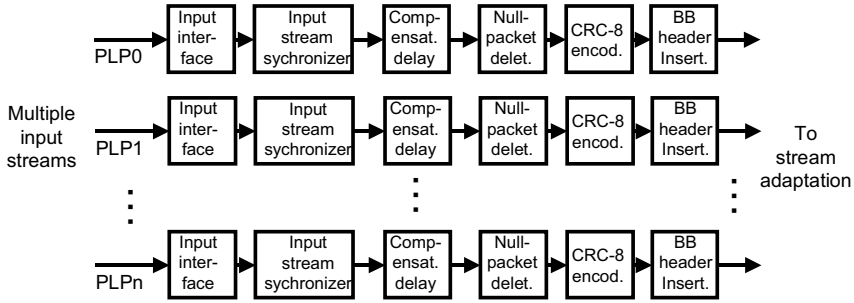 Input
inter-
face
Input
stream
sychronizer
Comp-
ensat.
delay
Null-
packet
delet.
CRC-8
encod.
BB
header
Insert.
PLP0
Multiple
input
streams
Input
inter-
face
Input
stream
sychronizer
Comp-
ensat.
delay
Null-
packet
delet.
CRC-8
encod.
BB
header
Insert.
PLP1
To
stream
adaptation
Input
inter-
face
Input
stream
sychronizer
Comp-
ensat.
delay
Null-
packet
delet.
CRC-8
encod.
BB
header
Insert.
PLPn